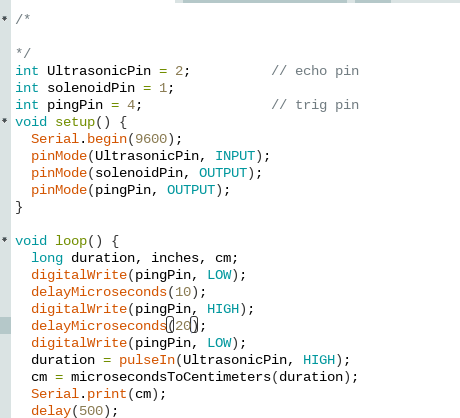 /*
*/
int UltrasonicPin = 2;          // echo pin
int solenoidPin = 1;
int pingPin = 4;                // trig pin
void setup() {
  Serial.begin(9600);
  pinMode(UltrasonicPin, INPUT);
  pinMode(solenoidPin, OUTPUT);
  pinMode(pingPin, OUTPUT);
}
void loop() {
  long duration, inches, cm;
  digitalWrite(pingPin, LOW);
  delayMicroseconds(10);
  digitalWrite(pingPin, HIGH);
  delayMicroseconds(20);
  digitalWrite(pingPin, LOW);
  duration = pulseIn(UltrasonicPin, HIGH);
  cm = microsecondsToCentimeters(duration);
  Serial.print(cm);
  delay(500);